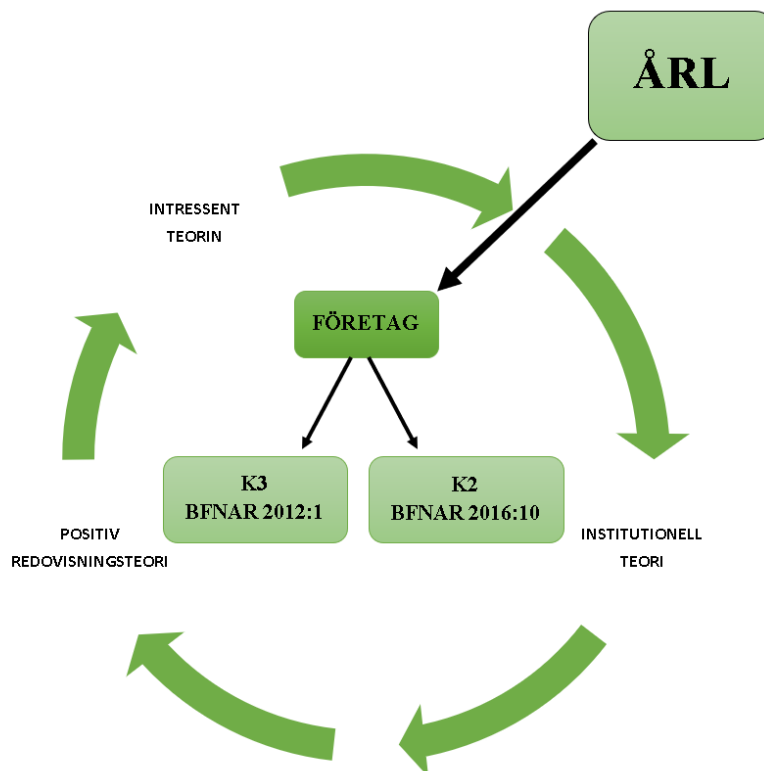 ÅRL
INTRESSENT
TEORIN
FÖRETAG
K3
BFNAR 2012:1
K2
BFNAR 2016:10
POSITIV
REDOVISNINGSTEORI
INSTITUTIONELL
TEORI